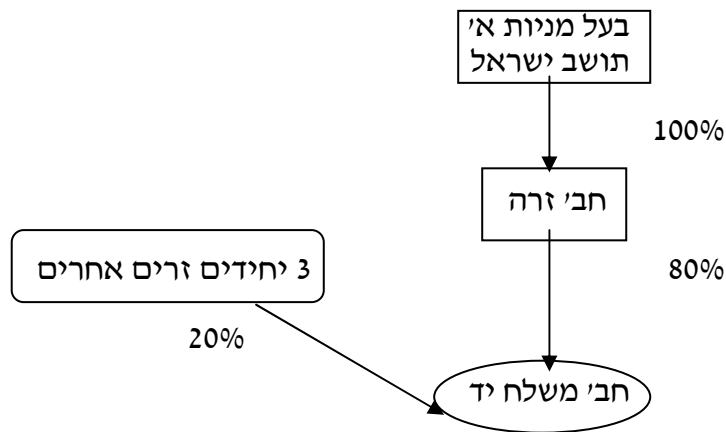 בעל מניות א'
תושב ישראל
100%
חב' זרה
3 יחידים זרים אחרים
80%
20%
חב' משלח יד